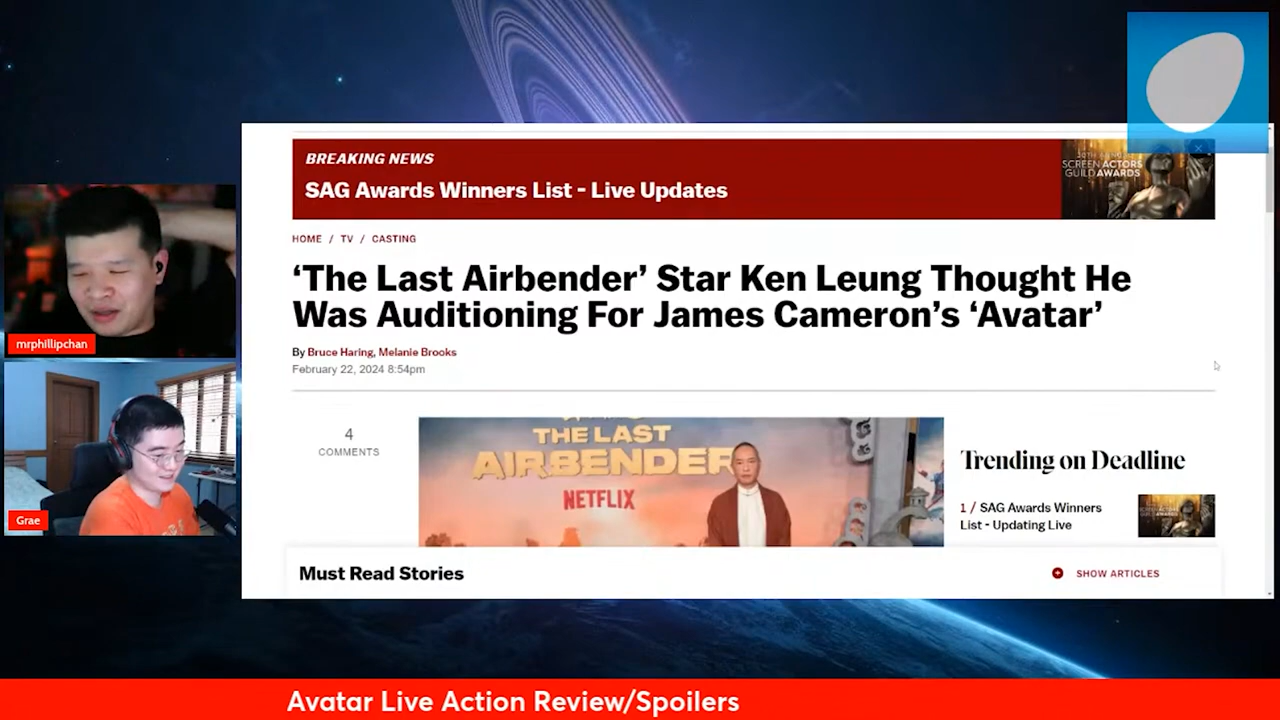 BREAKING NEWS
SAG Awards Winners List - Live Updates
SCREEN ACTORS
GUILD AWARDS
HOME / TV / CASTING
‘The Last Airbender’ Star Ken Leung Thought He
Was Auditioning For James Cameron’s ‘Avatar’
By Bruce Haring, Melanie Brooks
February 22, 2024 8:54pm
mrphillipchan
4
COMMENTS
THE LAST
AIRBENDER
NETFLIX
Trending on Deadline
1 / SAG Awards Winners
List - Updating Live
Grae
Must Read Stories
SHOW ARTICLES
Avatar Live Action Review/Spoilers